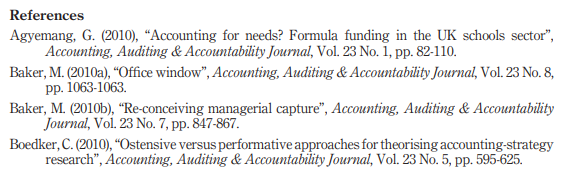 References
Agyemang, G. (2010), “Accounting for needs? Formula funding in the UK schools sector”,
Accounting, Auditing & Accountability Journal, Vol. 23 No. 1, pp. 82-110.
Baker, M. (2010a), “Office window”, Accounting, Auditing & Accountability Journal, Vol. 23 No. 8,
pp. 1063-1063.
Baker, M. (2010b), “Re-conceiving managerial capture”, Accounting, Auditing & Accountability
Journal, Vol. 23 No. 7, pp. 847-867.
Boedker, C. (2010), “Ostensive versus performative approaches for theorising accounting-strategy
research”, Accounting, Auditing & Accountability Journal, Vol. 23 No. 5, pp. 595-625.